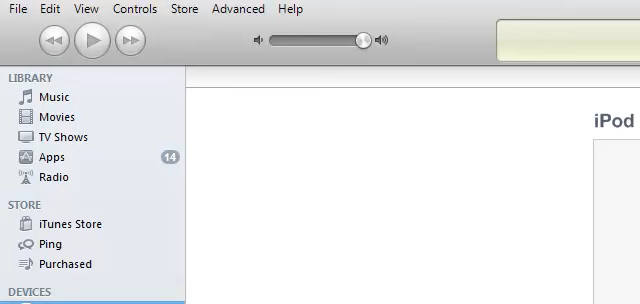 File Edit View Controls Store Advanced Help
LIBRARY
Music
Movies
TV Shows
Apps 14
Radio
iPod
STORE
iTunes Store
Ping
Purchased
DEVICES